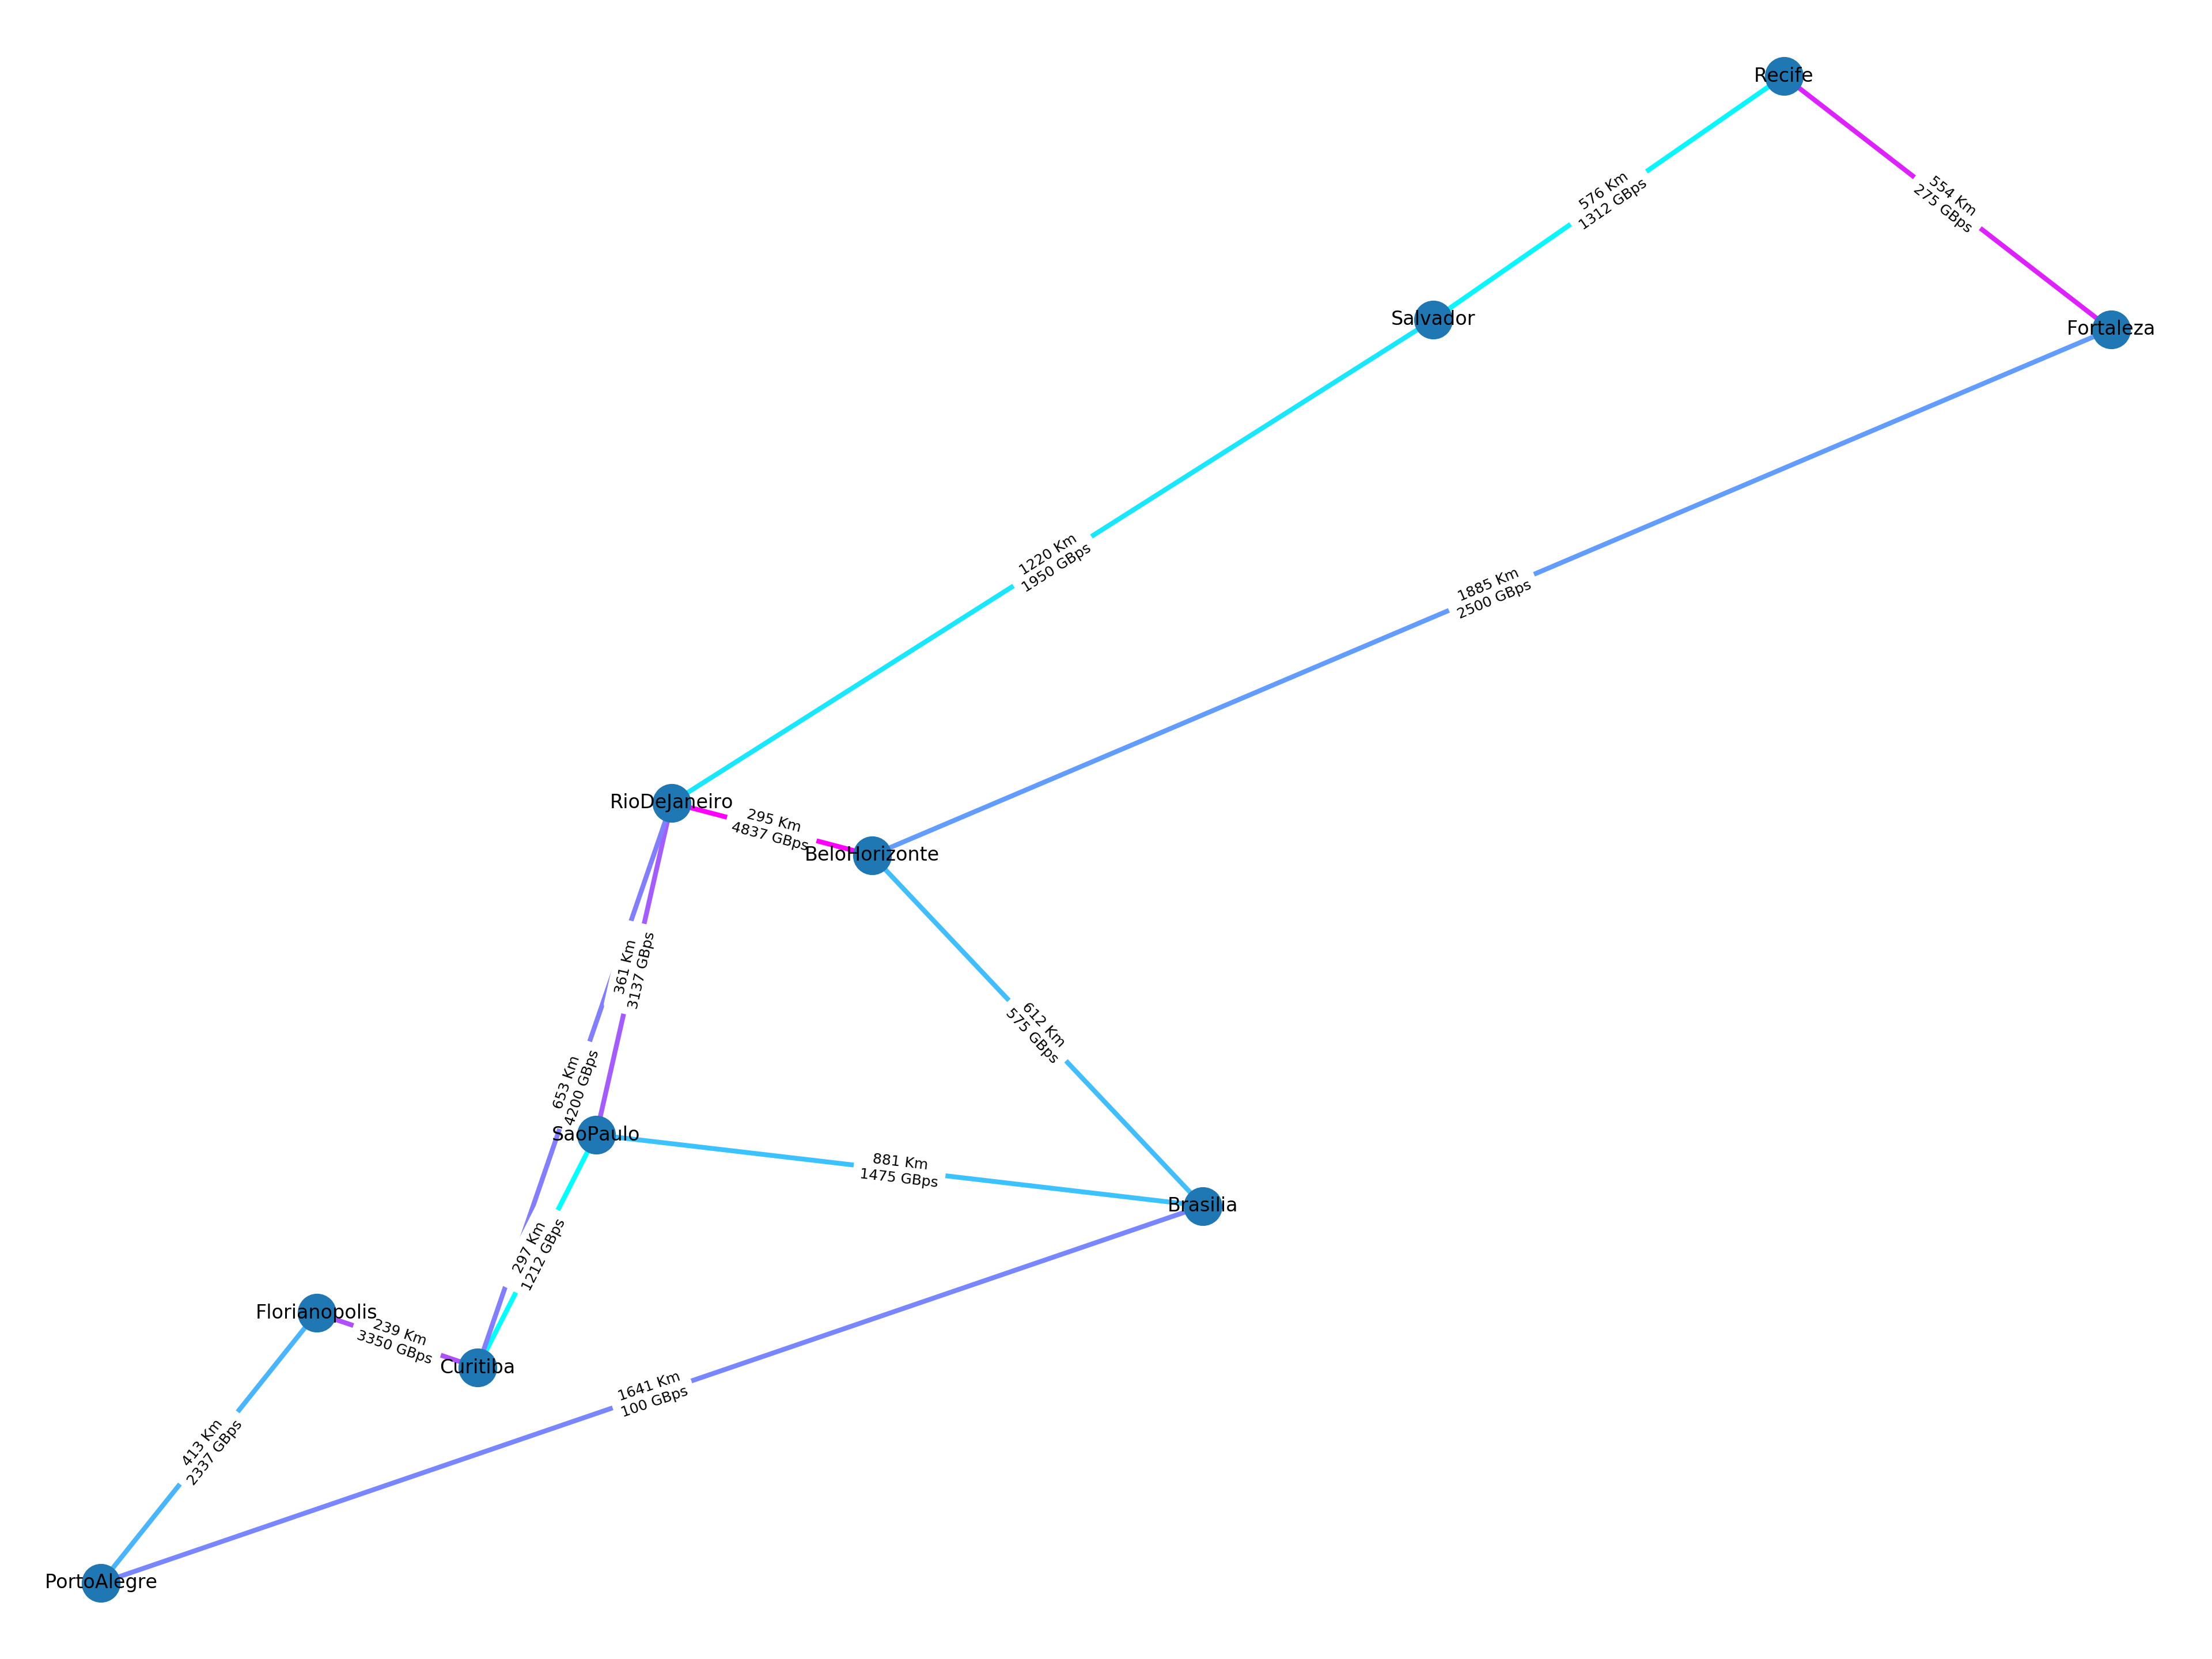 Recife
576 Km
1312 GBps
554 Km
275 GBps
Salvador
Fortaleza
1220 Km
1950 GBps
1885 Km
2500 GBps
RioDeJaneiro
295 Km
4837 GBps
BeloHorizonte
361 Km
3137 GBps
612 Km
575 GBps
653 Km
4200 GBps
SaoPaulo
881 Km
1475 GBps
Brasilia
297 Km
1212 GBps
Florianopolis
239 Km
3350 GBps
Curitiba
1641 Km
100 GBps
413 Km
2337 GBps
PortoAlegre